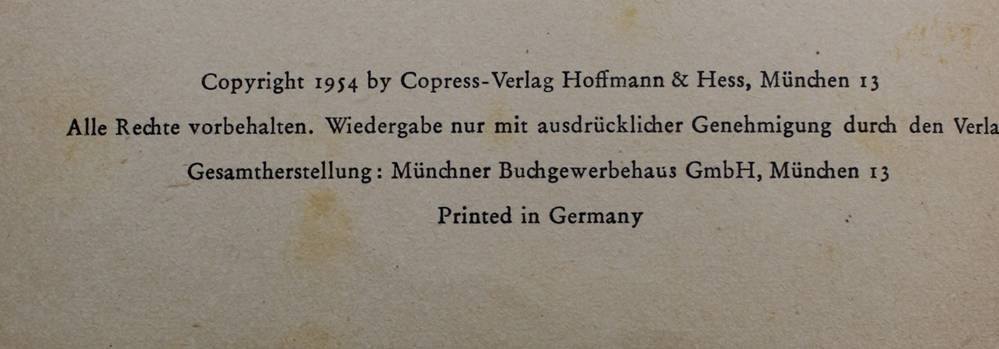 Copyright 1954 by Copress-Verlag Hoffmann & Hess, München 13
Alle Rechte vorbehalten. Wiedergabe nur mit ausdrücklicher Genehmigung durch den Verla
Gesamtherstellung: Münchner Buchgewerbehaus GmbH, München 13
Printed in Germany